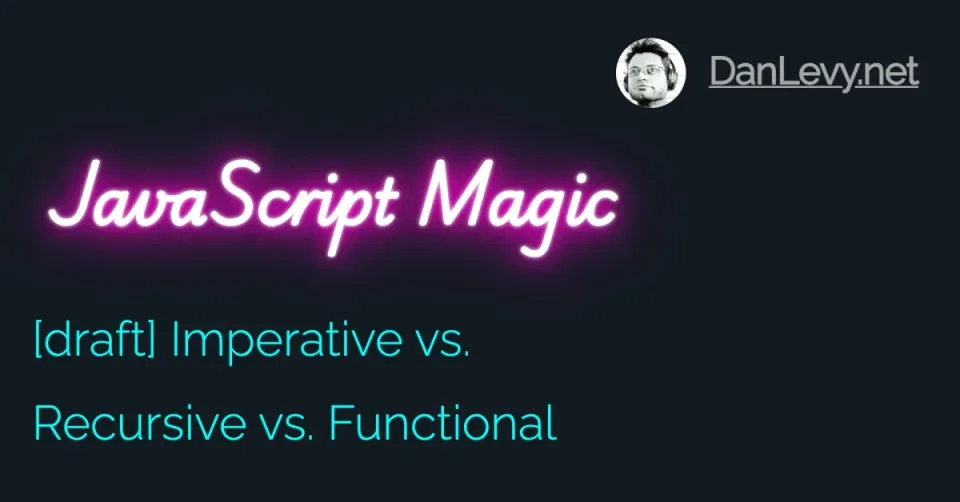 DanLevy.net
JavaScript Magic
[draft] Imperative vs.
Recursive vs. Functional